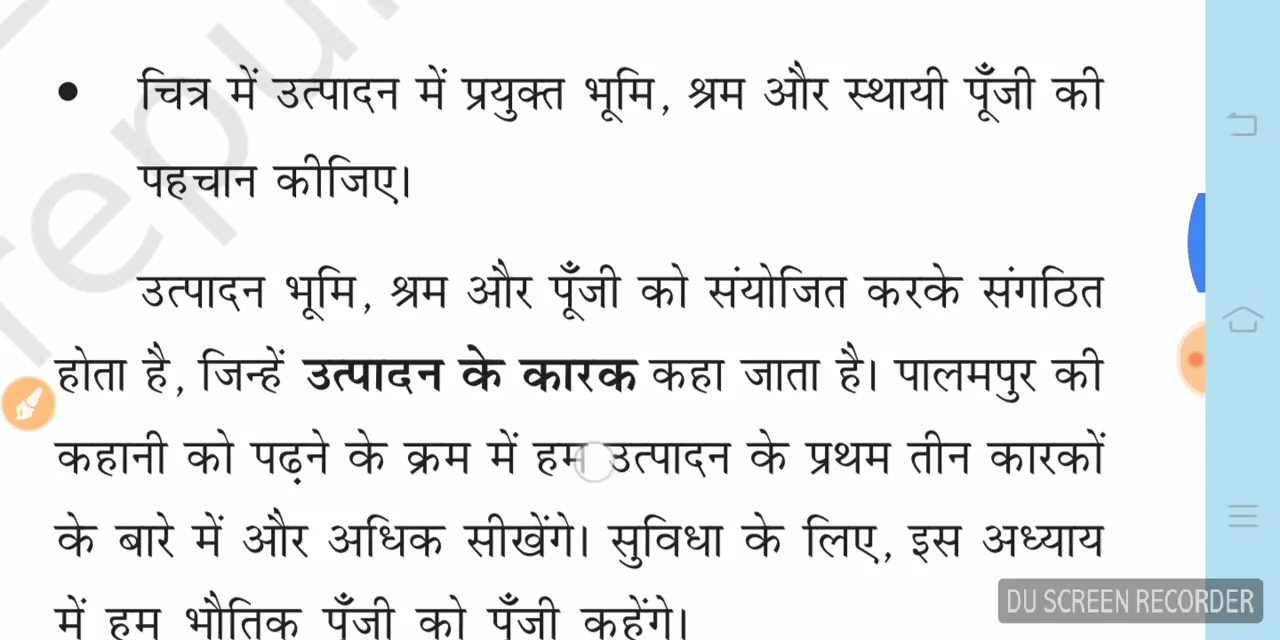 • चित्र में उत्पादन में प्रयुक्त भूमि, श्रम और स्थायी पूँजी की
पहचान कीजिए।
उत्पादन भूमि, श्रम और पूँजी को संयोजित करके संगठित
होता है, जिन्हें उत्पादन के कारक कहा जाता है। पालमपुर की
कहानी को पढ़ने के क्रम में हम उत्पादन के प्रथम तीन कारकों
के बारे में और अधिक सीखेंगे। सुविधा के लिए, इस अध्याय
में हम भौतिक पूँजी को पूँजी कहेंगे।
DU SCREEN RECORDER